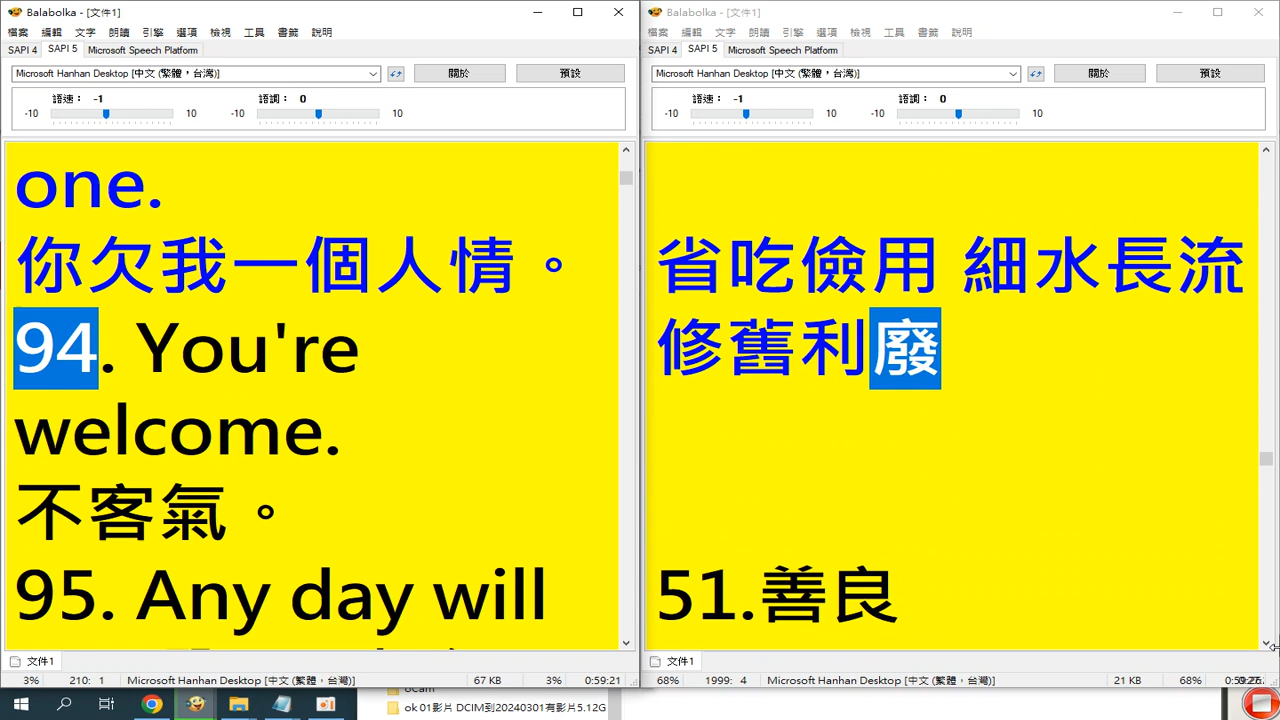 Balabolka - [文件1]
檔案 編輯 文字 朗讀 引擎 選項 檢視 工具 書籤 說明
SAPI 4 SAPI 5 Microsoft Speech Platform
Microsoft Hanhan Desktop [中文 (繁體，台灣)]
關於 預設
語速： -1 語調： 0
-10 10 -10 10
one.
你欠我一個人情。
94. You're
welcome.
不客氣。
95. Any day will
文件1
3% 210: 1 Microsoft Hanhan Desktop [中文 (繁體，台灣)] 67 KB 3% 0:59:21
Balabolka - [文件1]
檔案 編輯 文字 朗讀 引擎 選項 檢視 工具 書籤 說明
SAPI 4 SAPI 5 Microsoft Speech Platform
Microsoft Hanhan Desktop [中文 (繁體，台灣)]
關於 預設
語速： -1 語調： 0
-10 10 -10 10
省吃儉用 細水長流
修舊利廢
51.善良
文件1
68% 1999: 4 Microsoft Hanhan Desktop [中文 (繁體，台灣)] 21 KB 68%
oCam
ok 01影片 DCIM到20240301有影片5.12G